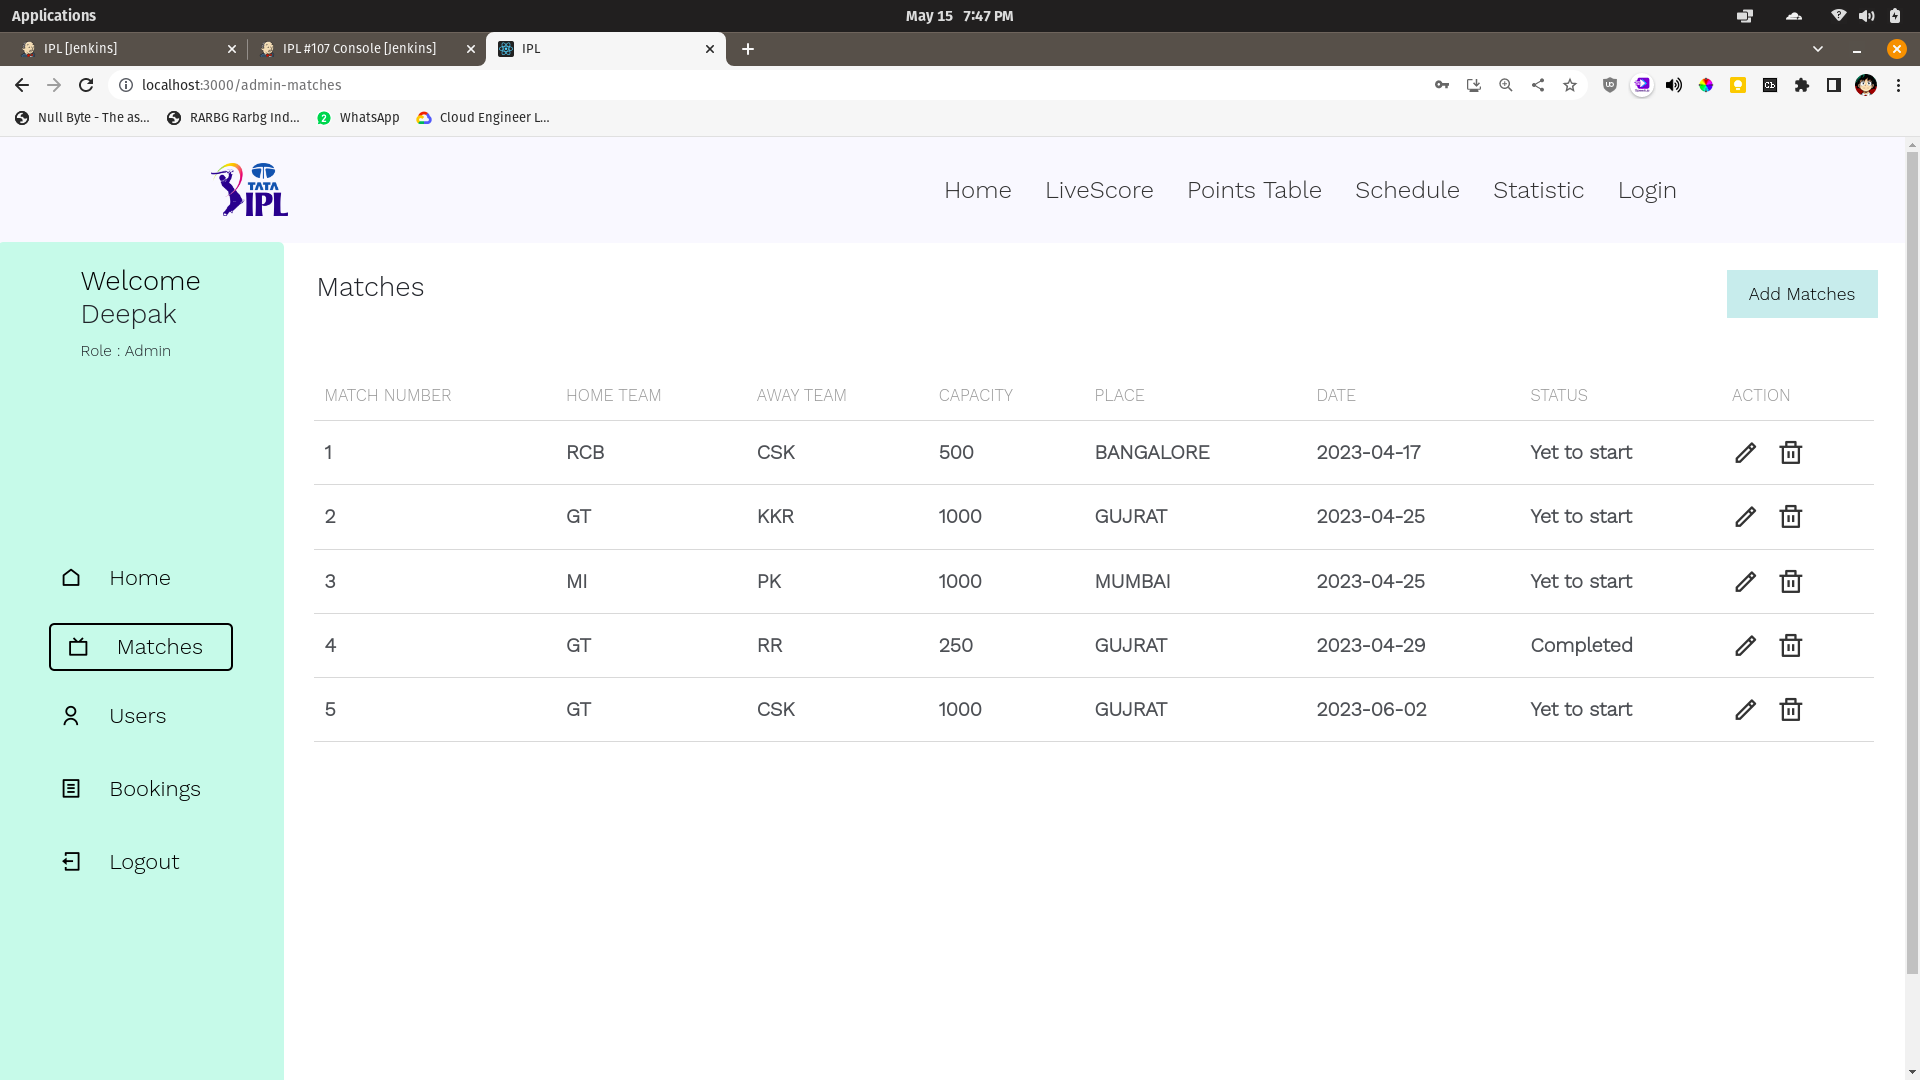 Applications
May 15 7:47 PM
IPL [Jenkins]
IPL #107 Console [Jenkins]
IPL
localhost:3000/admin-matches
Null Byte - The as...
RARBG Rarbg Ind...
2
WhatsApp
Cloud Engineer L...
TATA
IPL
Home
LiveScore
Points Table
Schedule
Statistic
Login
Welcome
Deepak
Role : Admin
Home
Matches
Users
Bookings
Logout
Matches
Add Matches
MATCH NUMBER HOME TEAM AWAY TEAM CAPACITY PLACE DATE STATUS ACTION
1 RCB CSK 500 BANGALORE 2023-04-17 Yet to start
2 GT KKR 1000 GUJRAT 2023-04-25 Yet to start
3 MI PK 1000 MUMBAI 2023-04-25 Yet to start
4 GT RR 250 GUJRAT 2023-04-29 Completed
5 GT CSK 1000 GUJRAT 2023-06-02 Yet to start